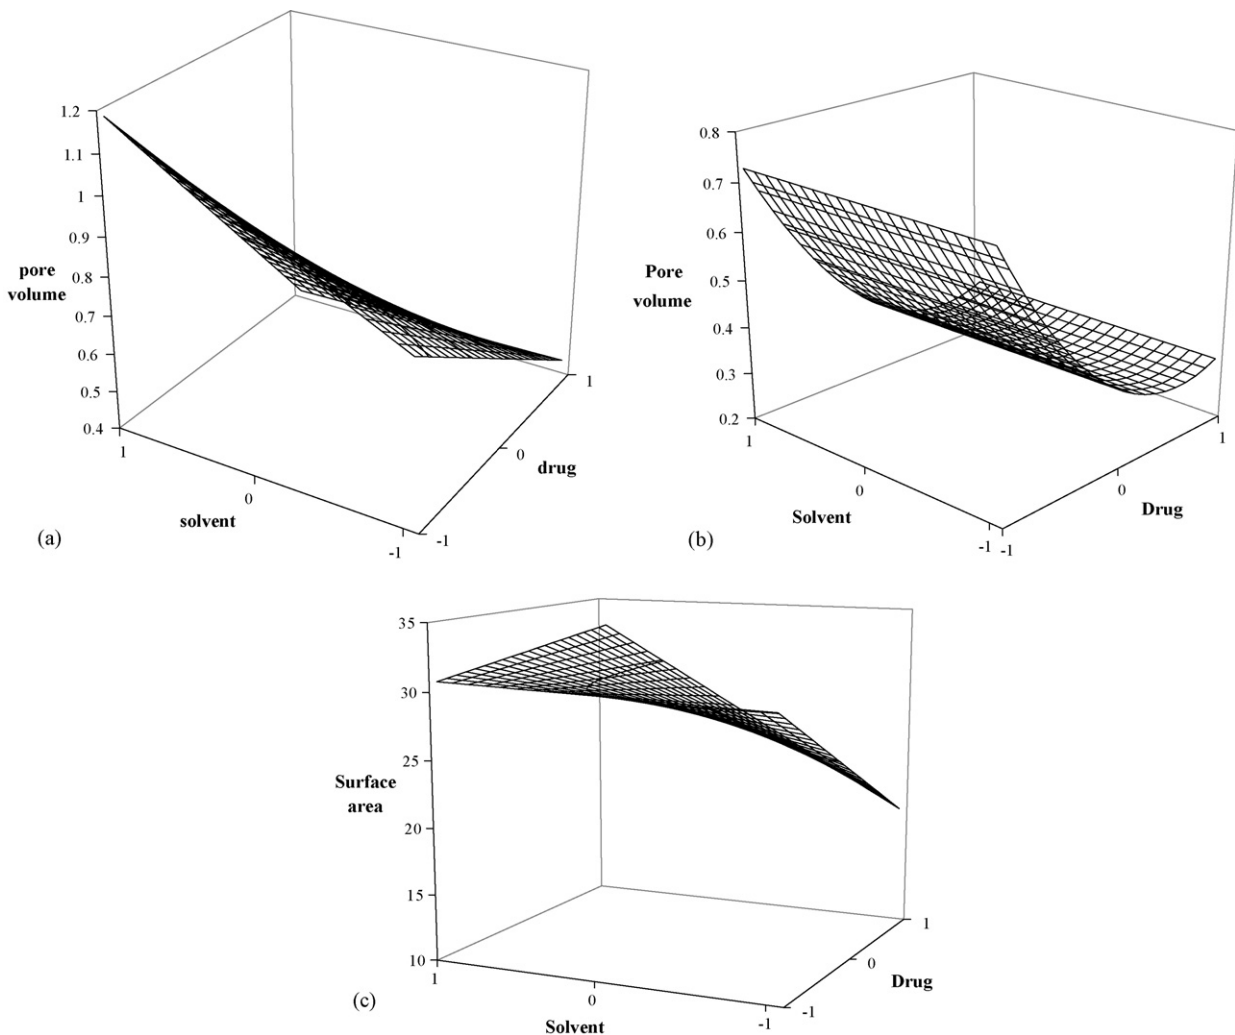 1.2
1.1
1
0.9
0.8
0.7
0.6
0.5
0.4
pore
volume
1
0
-1
solvent
-1
0
1
drug
(a)
0.8
0.7
0.6
0.5
0.4
0.3
0.2
Pore
volume
1
0
-1
Solvent
-1
0
1
Drug
(b)
35
30
25
20
15
10
Surface
area
1
0
-1
Solvent
-1
0
1
Drug
(c)